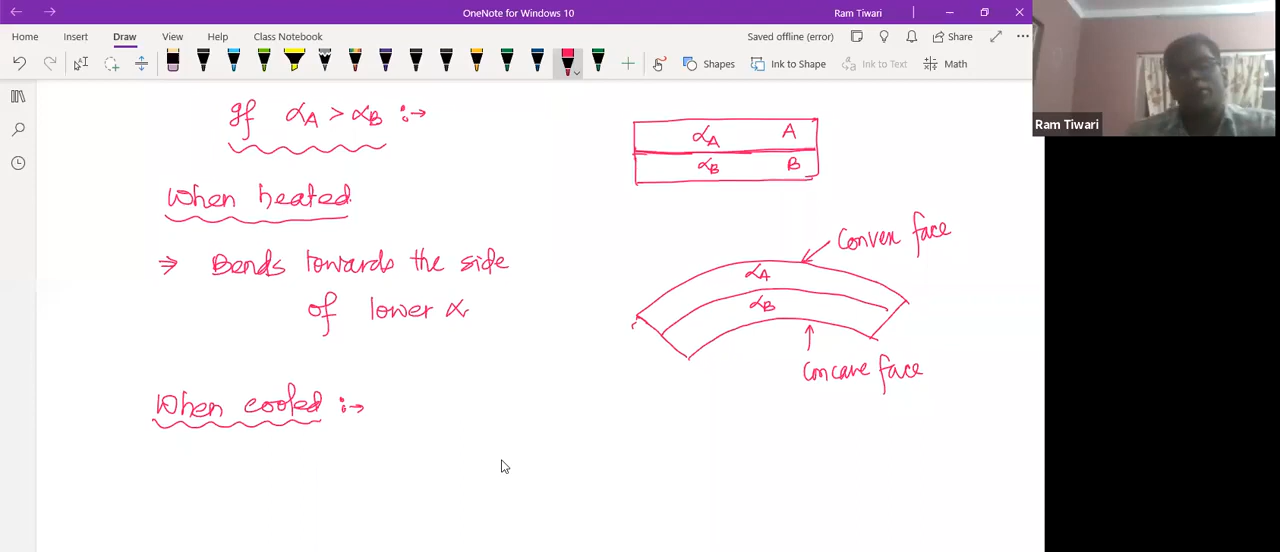 OneNote for Windows 10
Ram Tiwari
Home Insert Draw View Help Class Notebook
Saved offline (error)
Share
Shapes
Ink to Shape
Ink to Text
Math
Ram Tiwari
If αA > αB :→
When heated
⇒ Bends towards the side
of lower α
When cooled :→
αA A
αB B
Convex face
αA
αB
Concave face